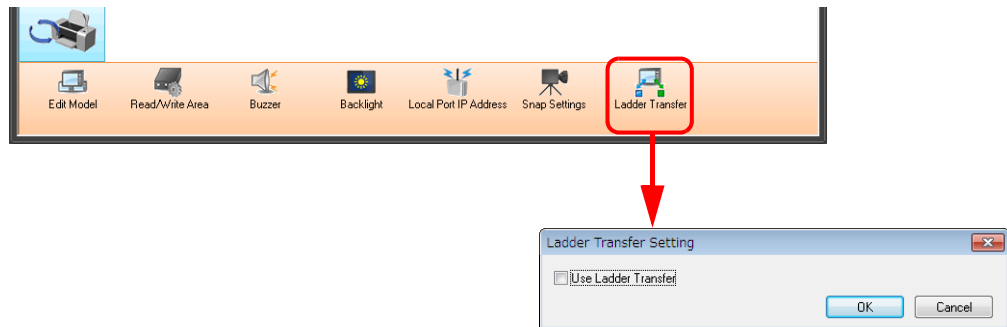 Edit Model Read/Write Area Buzzer Backlight Local Port IP Address Snap Settings Ladder Transfer
Ladder Transfer Setting
Use Ladder Transfer
OK Cancel